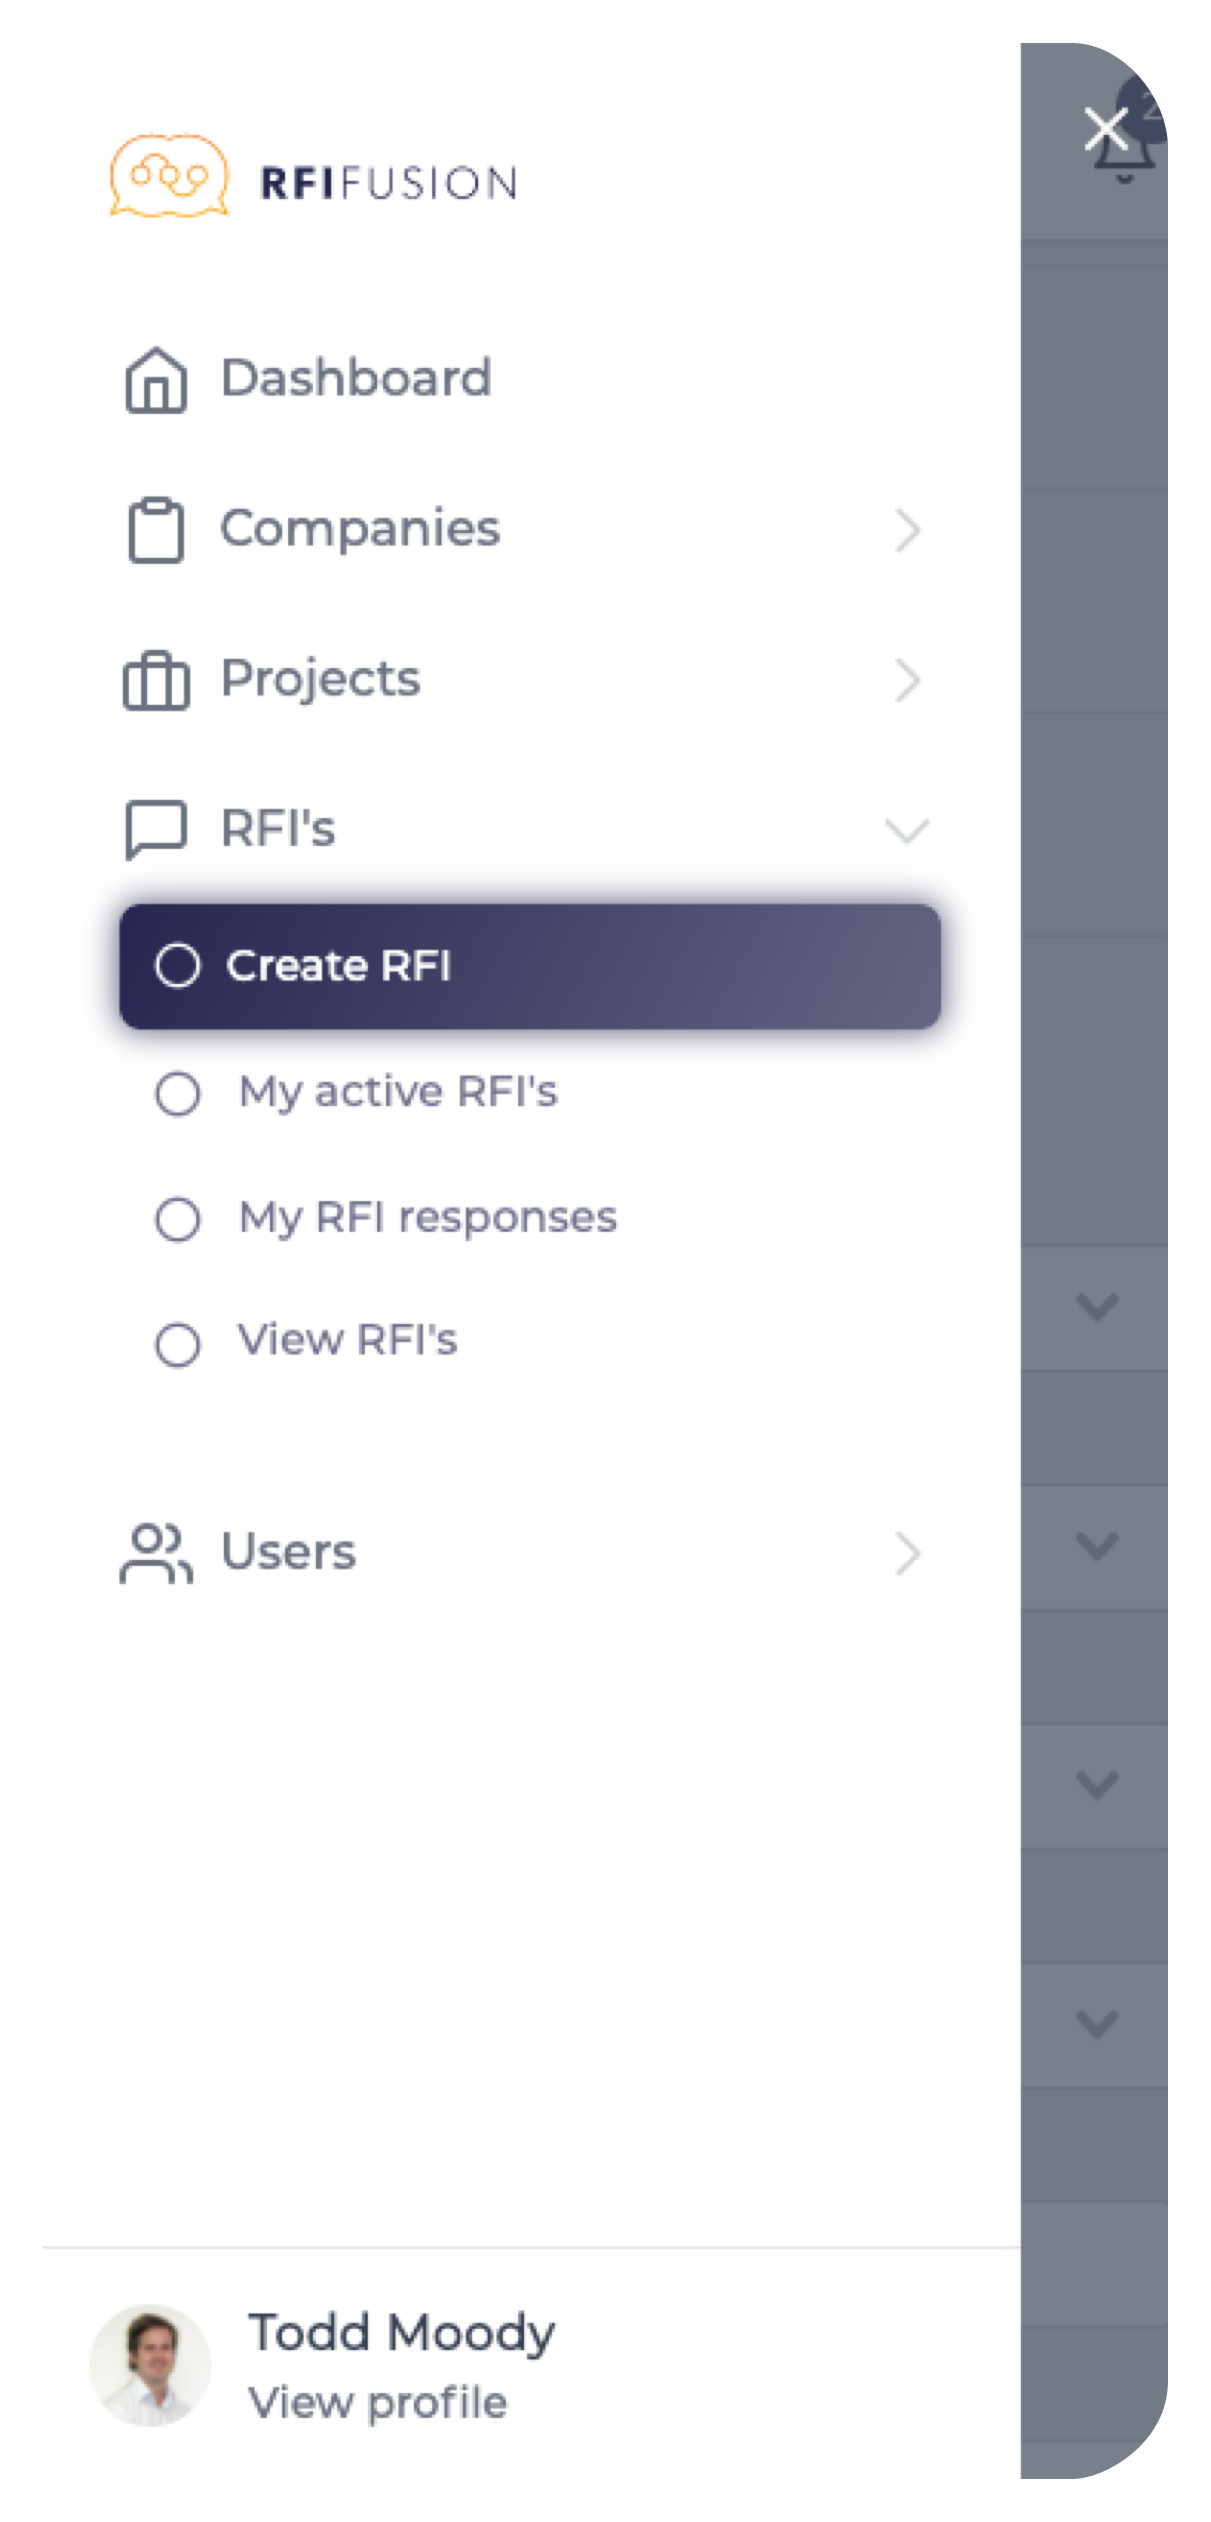 RFIFUSION
2
Dashboard
Companies
Projects
RFI's
Create RFI
My active RFI's
My RFI responses
View RFI's
Users
Todd Moody
View profile